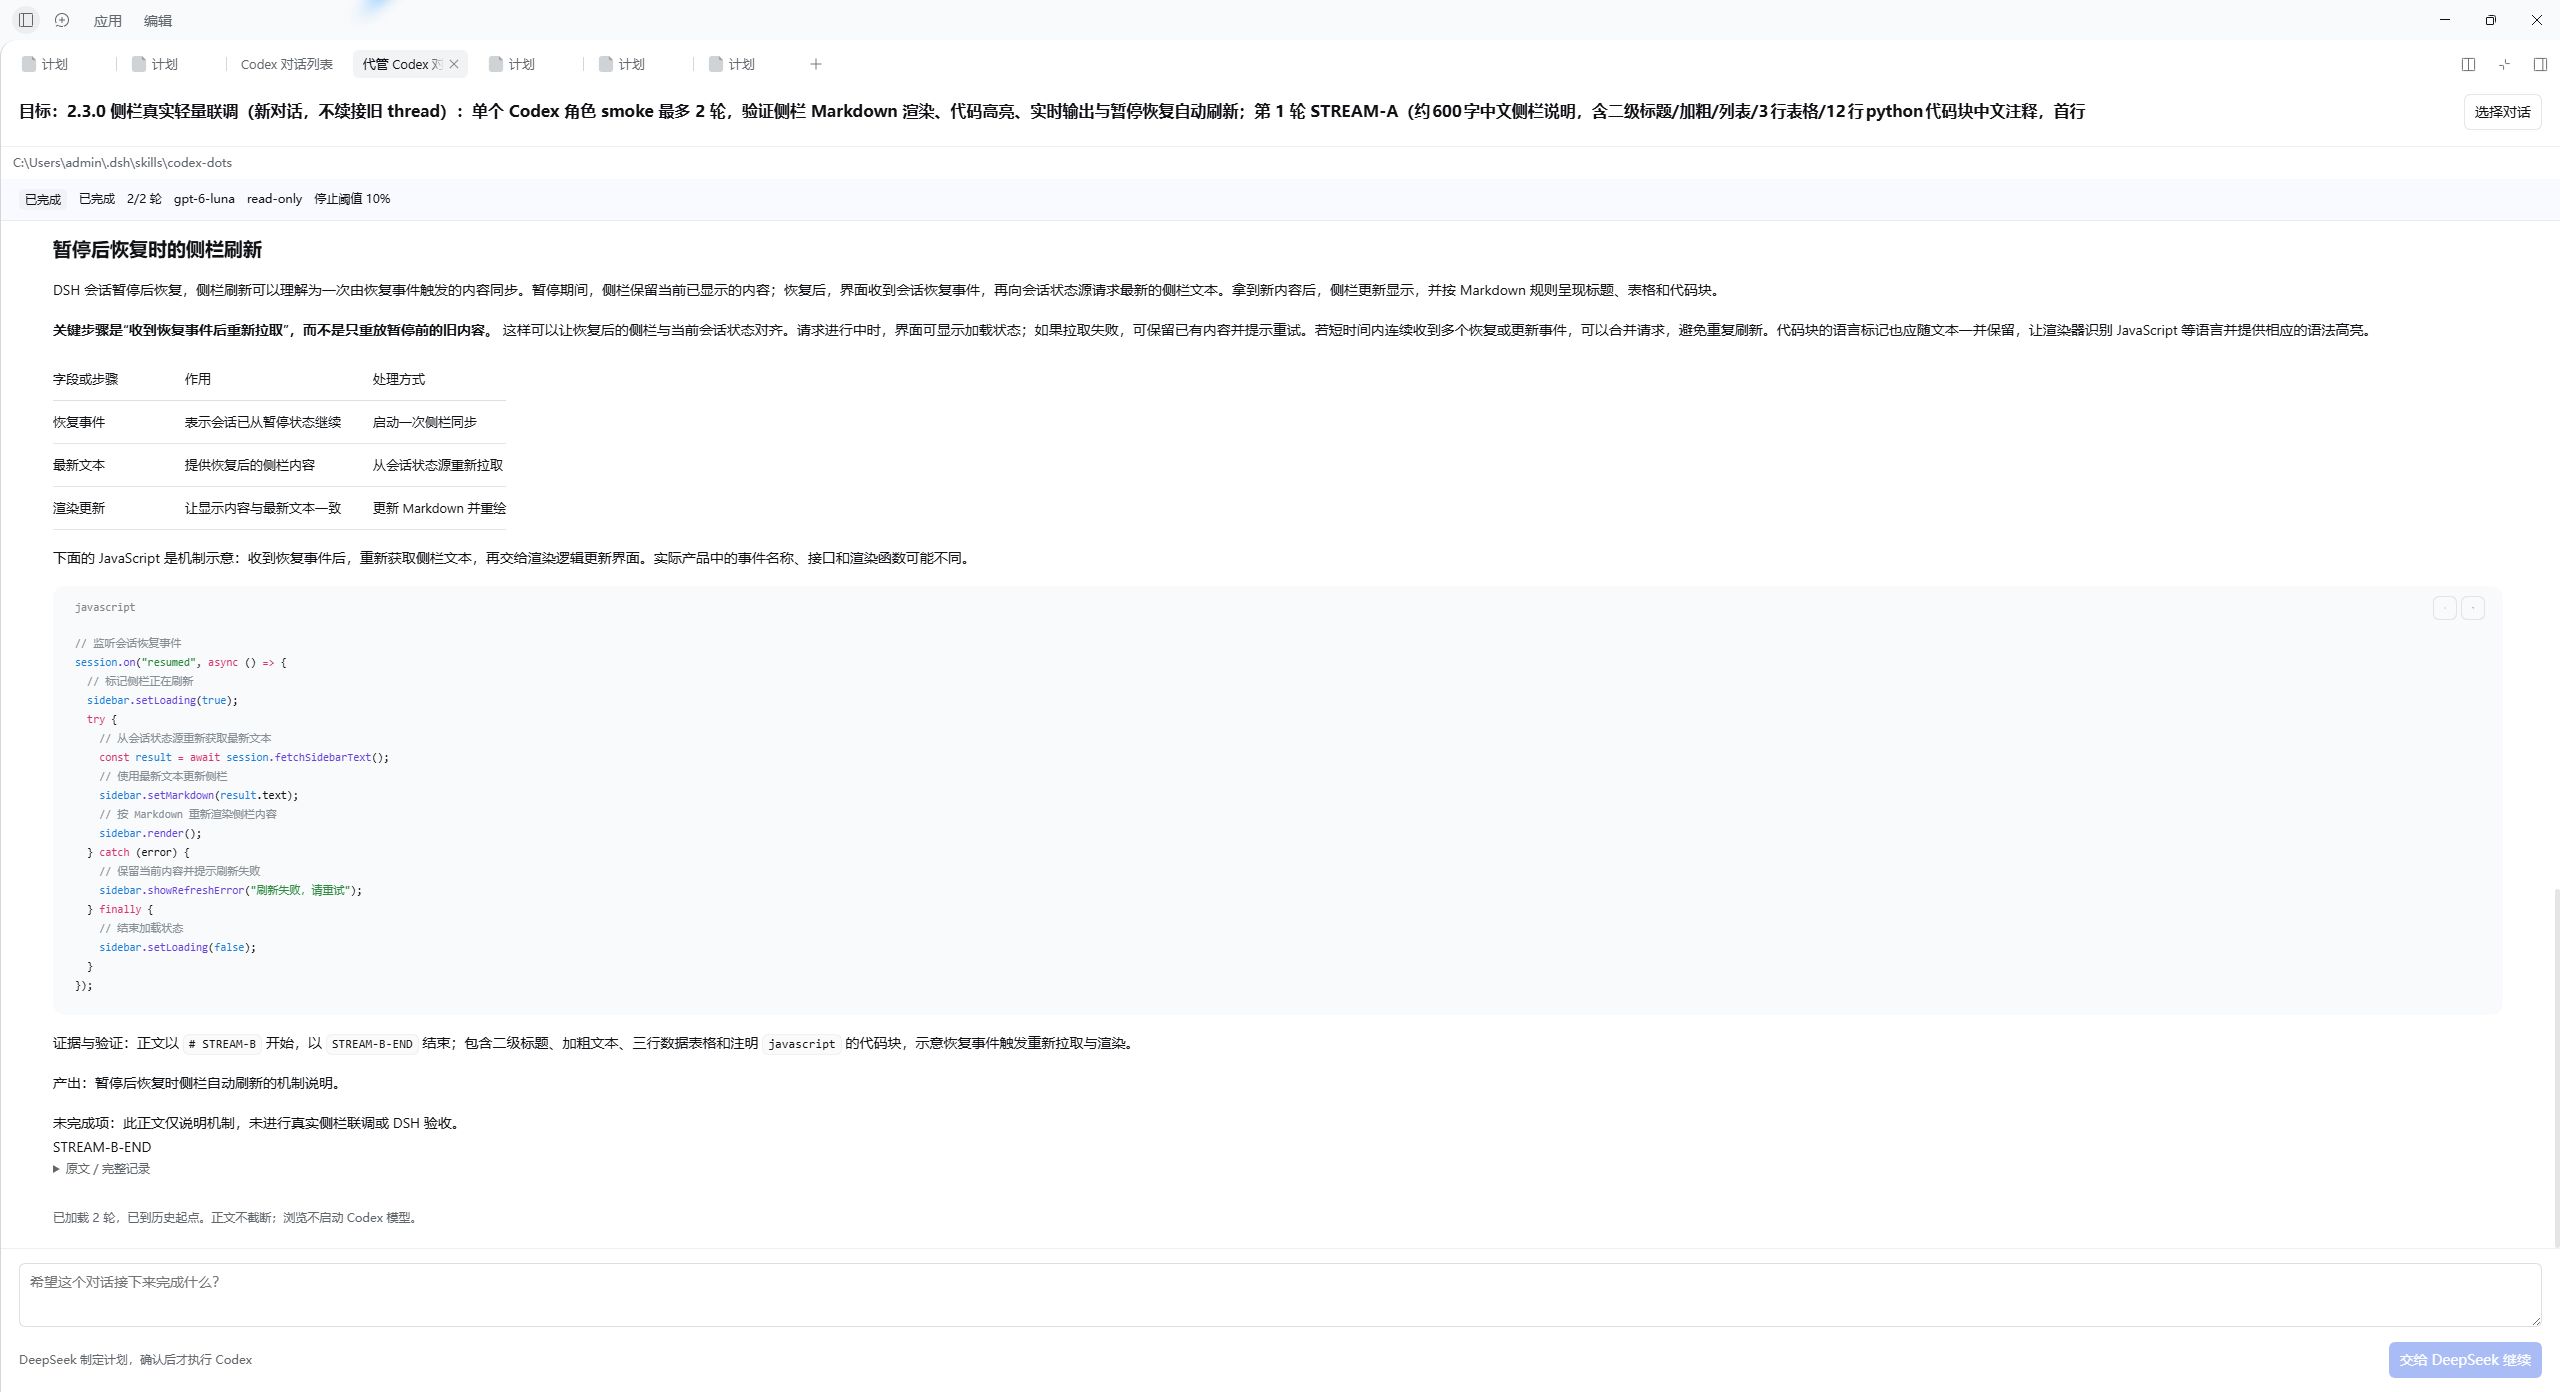 应用 编辑
计划 计划 Codex 对话列表 代管 Codex 对 计划 计划 计划
目标：2.3.0 侧栏真实轻量联调（新对话，不续接旧 thread）：单个 Codex 角色 smoke 最多 2 轮，验证侧栏 Markdown 渲染、代码高亮、实时输出与暂停恢复自动刷新；第 1 轮 STREAM-A（约600字中文侧栏说明，含二级标题/加粗/列表/3行表格/12行python代码块中文注释，首行
选择对话
C:\Users\admin\.dsh\skills\codex-dots
已完成 已完成 2/2 轮 gpt-6-luna read-only 停止阈值 10%
暂停后恢复时的侧栏刷新
DSH 会话暂停后恢复，侧栏刷新可以理解为一次由恢复事件触发的内容同步。暂停期间，侧栏保留当前已显示的内容；恢复后，界面收到会话恢复事件，再向会话状态源请求最新的侧栏文本。拿到新内容后，侧栏更新显示，并按 Markdown 规则呈现标题、表格和代码块。
关键步骤是“收到恢复事件后重新拉取”，而不是只重放暂停前的旧内容。 这样可以让恢复后的侧栏与当前会话状态对齐。请求进行中时，界面可显示加载状态；如果拉取失败，可保留已有内容并提示重试。若短时间内连续收到多个恢复或更新事件，可以合并请求，避免重复刷新。代码块的语言标记也应随文本一并保留，让渲染器识别 JavaScript 等语言并提供相应的语法高亮。
字段或步骤 作用 处理方式
恢复事件 表示会话已从暂停状态继续 启动一次侧栏同步
最新文本 提供恢复后的侧栏内容 从会话状态源重新拉取
渲染更新 让显示内容与最新文本一致 更新 Markdown 并重绘
下面的 JavaScript 是机制示意：收到恢复事件后，重新获取侧栏文本，再交给渲染逻辑更新界面。实际产品中的事件名称、接口和渲染函数可能不同。
javascript
// 监听会话恢复事件
session.on("resumed", async () => {
// 标记侧栏正在刷新
sidebar.setLoading(true);
try {
// 从会话状态源重新获取最新文本
const result = await session.fetchSidebarText();
// 使用最新文本更新侧栏
sidebar.setMarkdown(result.text);
// 按 Markdown 重新渲染侧栏内容
sidebar.render();
} catch (error) {
// 保留当前内容并提示刷新失败
sidebar.showRefreshError("刷新失败，请重试");
} finally {
// 结束加载状态
sidebar.setLoading(false);
}
});
证据与验证：正文以 # STREAM-B 开始，以 STREAM-B-END 结束；包含二级标题、加粗文本、三行数据表格和注明 javascript 的代码块，示意恢复事件触发重新拉取与渲染。
产出：暂停后恢复时侧栏自动刷新的机制说明。
未完成项：此正文仅说明机制，未进行真实侧栏联调或 DSH 验收。
STREAM-B-END
原文 / 完整记录
已加载 2 轮，已到历史起点。正文不截断；浏览不启动 Codex 模型。
希望这个对话接下来完成什么？
DeepSeek 制定计划，确认后才执行 Codex
交给 DeepSeek 继续